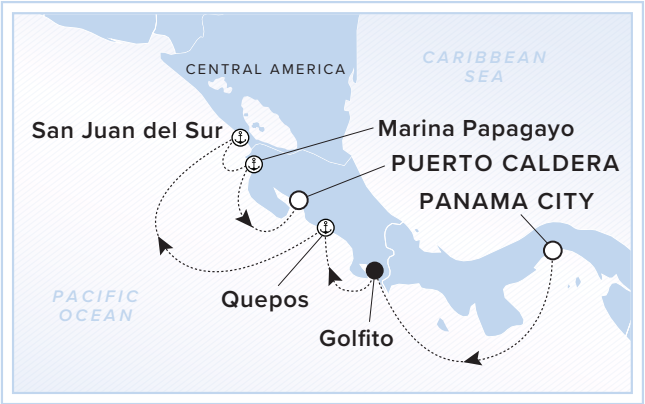 CARIBBEAN
SEA
CENTRAL AMERICA
San Juan del Sur
Marina Papagayo
PUERTO CALDERA
PANAMA CITY
PACIFIC
OCEAN
Quepos
Golfito